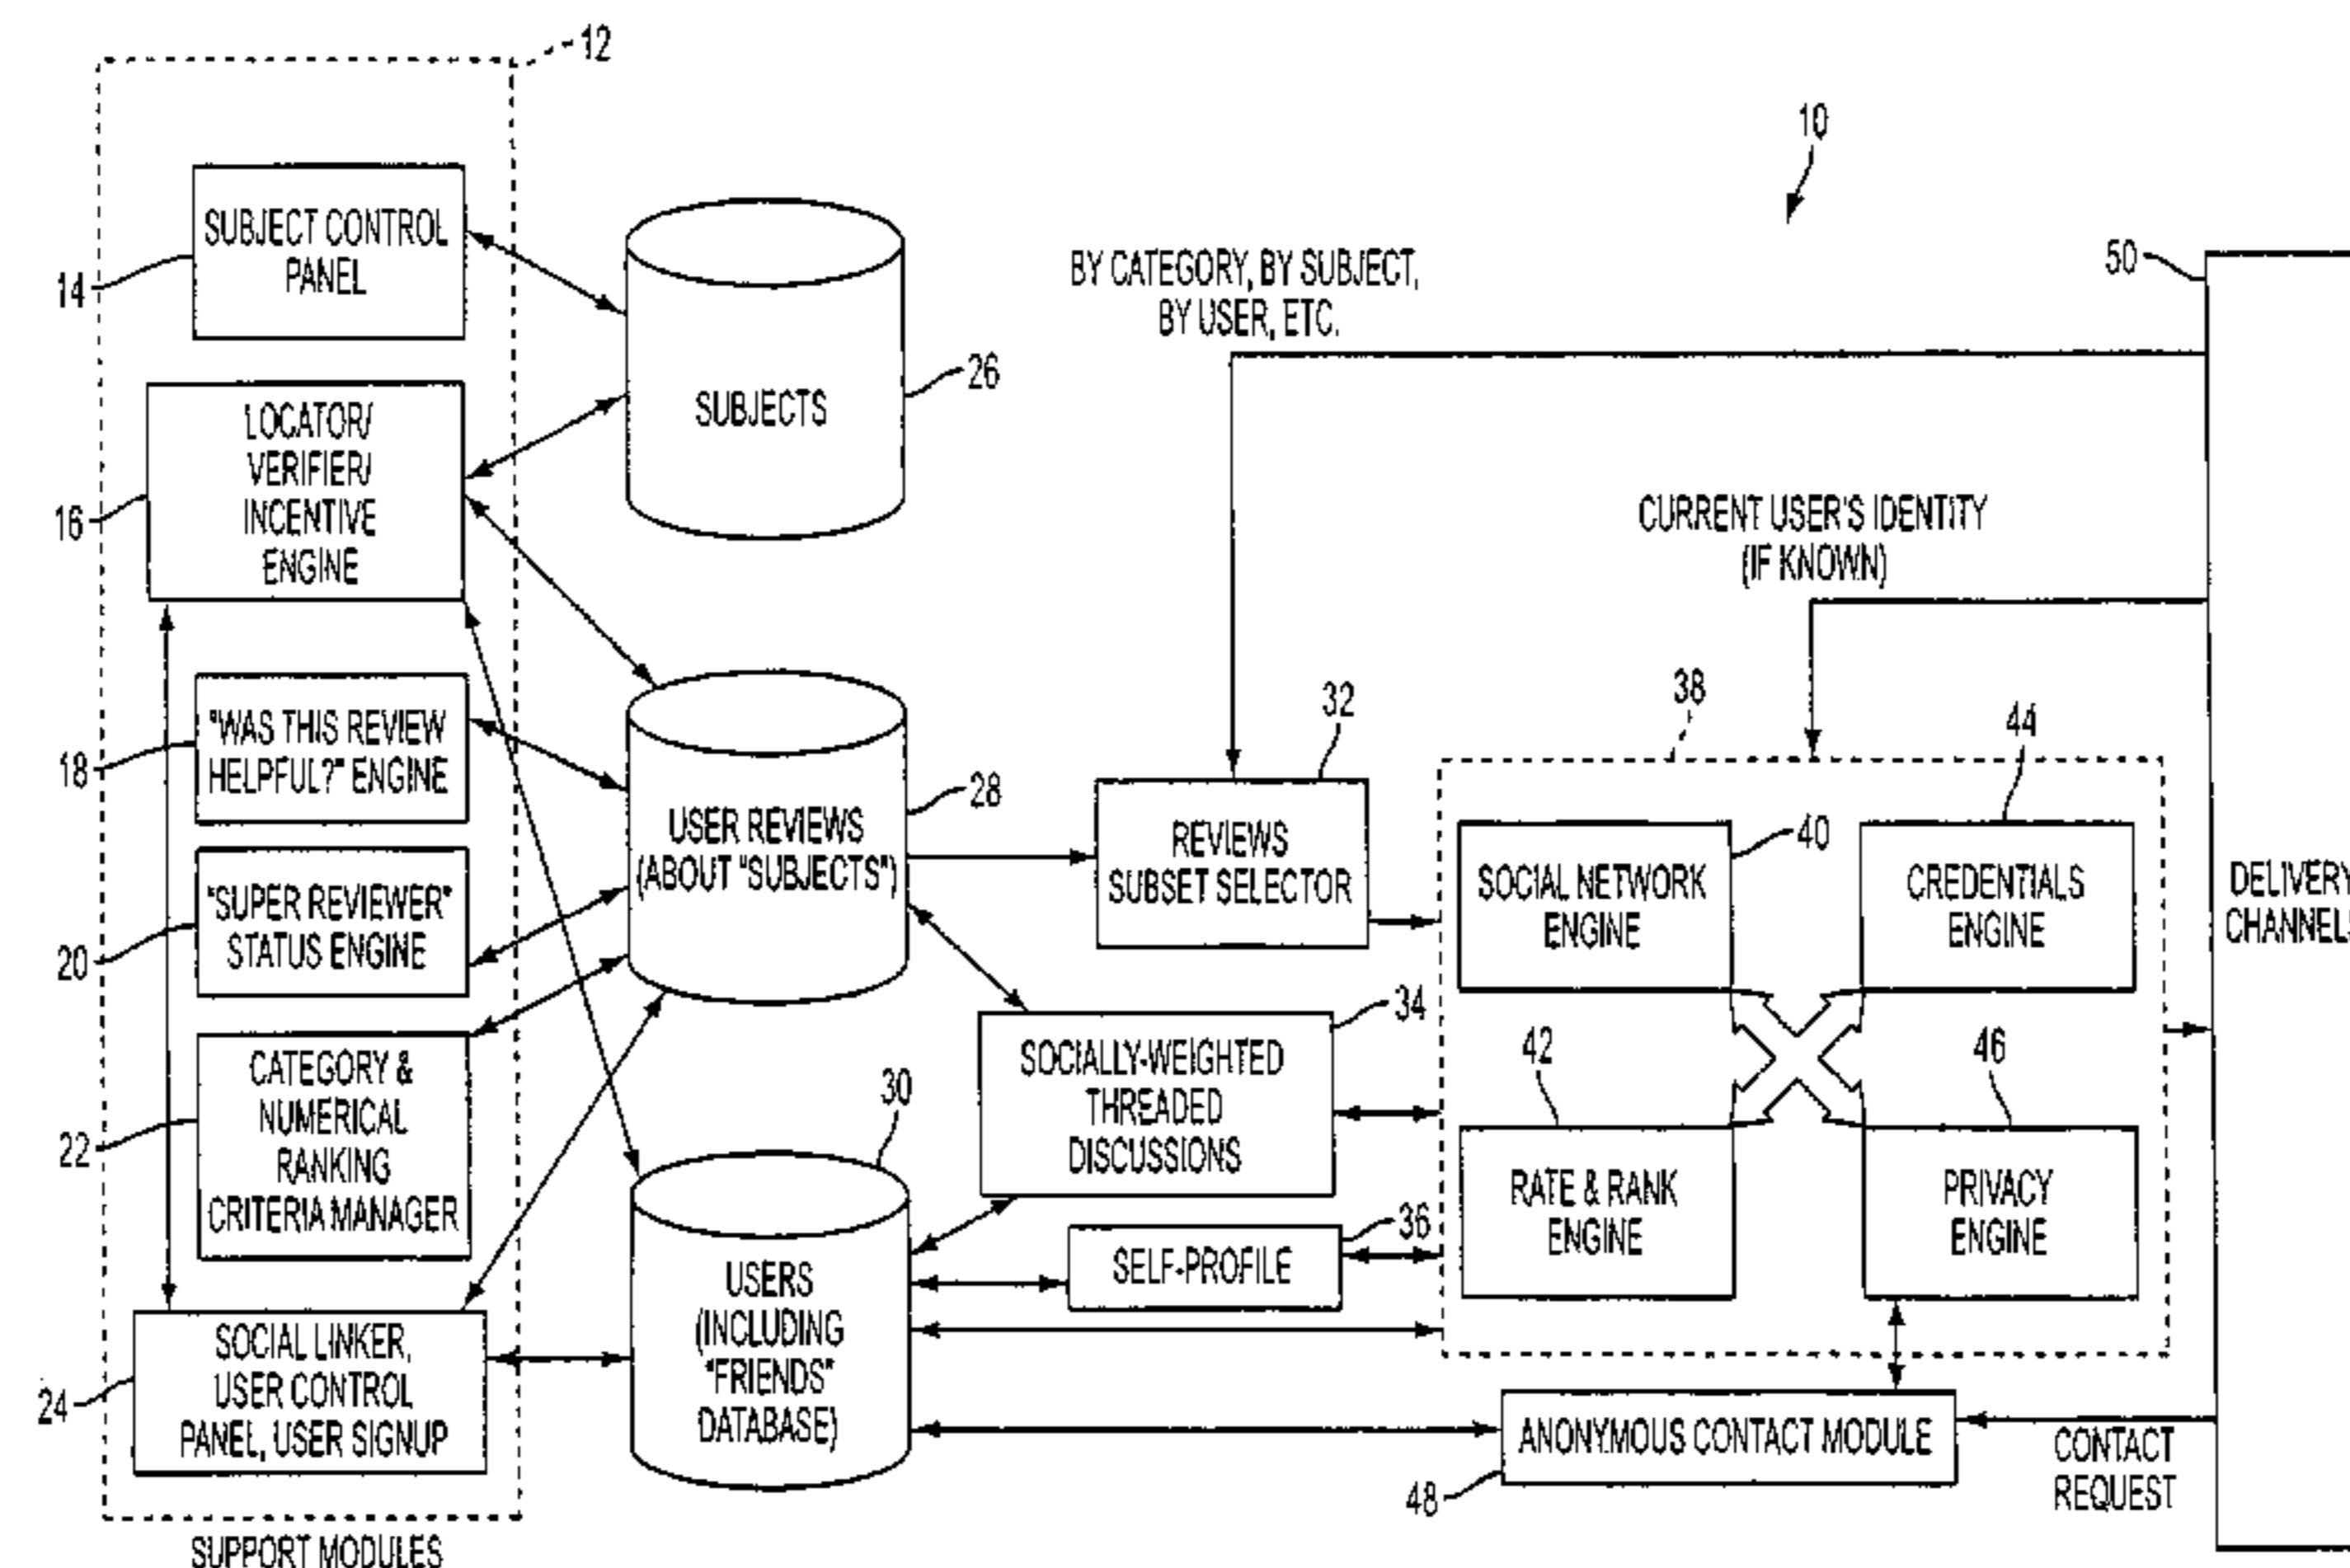 12
SUBJECT CONTROL
PANEL
14
LOCATOR/
VERIFIER/
INCENTIVE
ENGINE
16
"WAS THIS REVIEW
HELPFUL?" ENGINE
18
"SUPER REVIEWER"
STATUS ENGINE
20
CATEGORY &
NUMERICAL
RANKING
CRITERIA MANAGER
22
SOCIAL LINKER,
USER CONTROL
PANEL, USER SIGNUP
24
SUPPORT MODULES
SUBJECTS
26
USER REVIEWS
(ABOUT "SUBJECTS")
28
USERS
(INCLUDING
"FRIENDS"
DATABASE)
30
10
BY CATEGORY, BY SUBJECT,
BY USER, ETC.
CURRENT USER'S IDENTITY
(IF KNOWN)
32
REVIEWS
SUBSET SELECTOR
34
SOCIALLY-WEIGHTED
THREADED
DISCUSSIONS
36
SELF-PROFILE
38
40
SOCIAL NETWORK
ENGINE
44
CREDENTIALS
ENGINE
42
RATE & RANK
ENGINE
46
PRIVACY
ENGINE
ANONYMOUS CONTACT MODULE
48
CONTACT
REQUEST
50
DELIVERY
CHANNELS